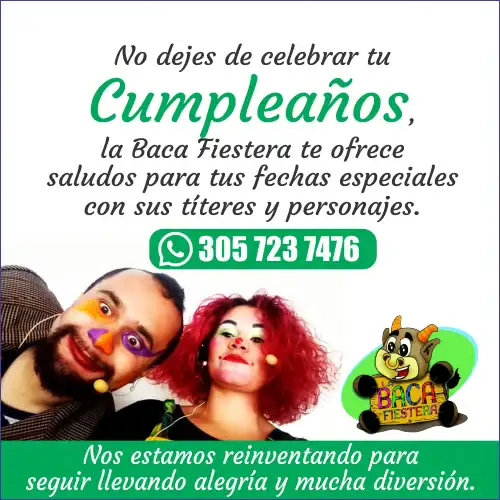 No dejes de celebrar tu
Cumpleaños,
la Baca Fiestera te ofrece
saludos para tus fechas especiales
con sus títeres y personajes.
305 723 7476
LA
BACA
FIESTERA
Nos estamos reinventando para
seguir llevando alegría y mucha diversión.